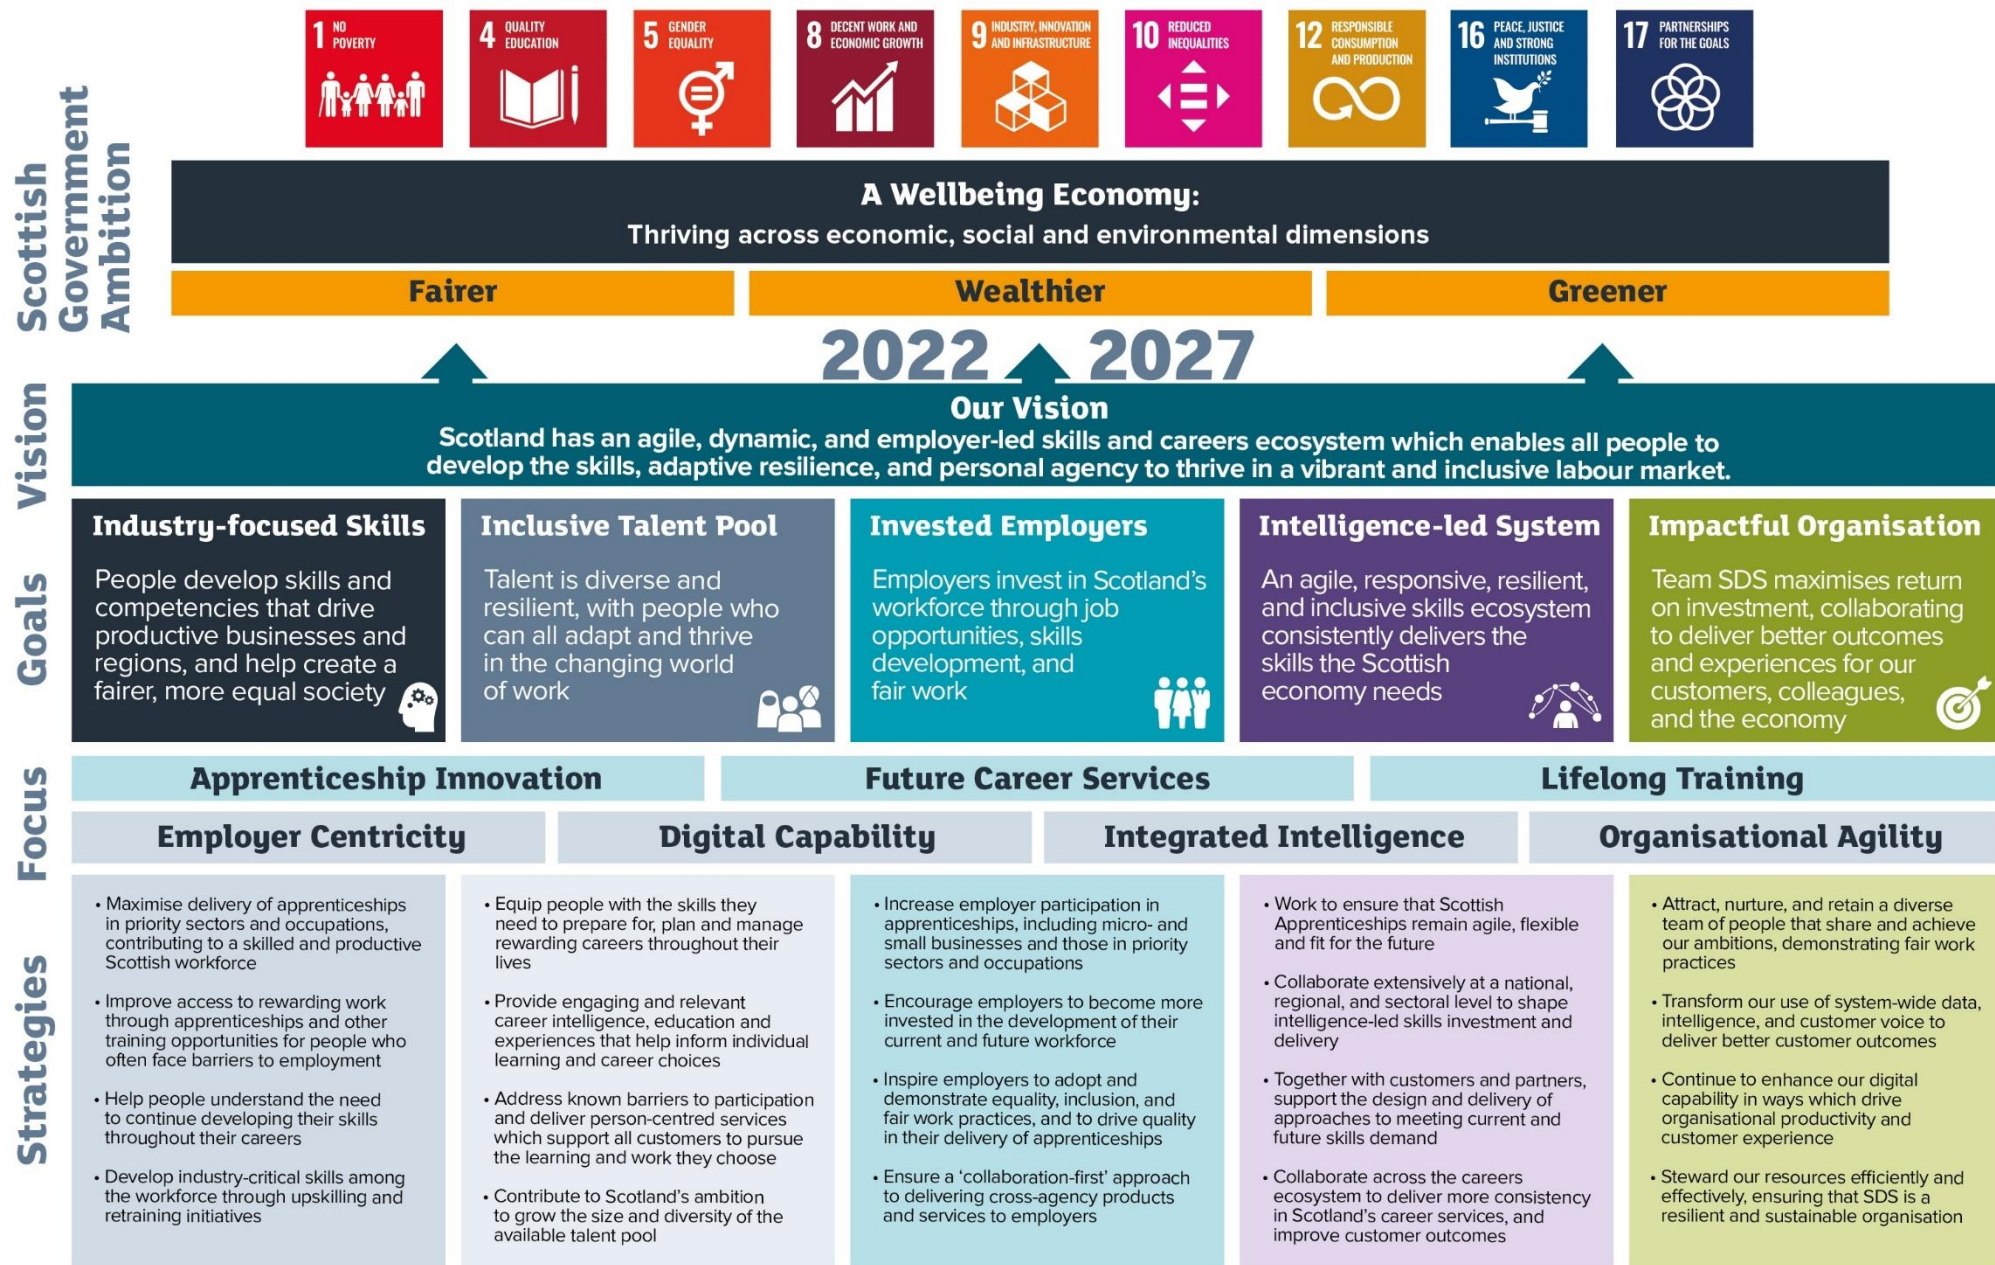 1 NO
POVERTY
4 QUALITY
EDUCATION
5 GENDER
EQUALITY
8 DECENT WORK AND
ECONOMIC GROWTH
9 INDUSTRY, INNOVATION
AND INFRASTRUCTURE
10 REDUCED
INEQUALITIES
12 RESPONSIBLE
CONSUMPTION
AND PRODUCTION
16 PEACE, JUSTICE
AND STRONG
INSTITUTIONS
17 PARTNERSHIPS
FOR THE GOALS
Scottish
Government
Ambition
A Wellbeing Economy:
Thriving across economic, social and environmental dimensions
Fairer
Wealthier
Greener
2022 2027
Vision
Our Vision
Scotland has an agile, dynamic, and employer-led skills and careers ecosystem which enables all people to
develop the skills, adaptive resilience, and personal agency to thrive in a vibrant and inclusive labour market.
Goals
Industry-focused Skills
People develop skills and
competencies that drive
productive businesses and
regions, and help create a
fairer, more equal society
Inclusive Talent Pool
Talent is diverse and
resilient, with people who
can all adapt and thrive
in the changing world
of work
Invested Employers
Employers invest in Scotland's
workforce through job
opportunities, skills
development, and
fair work
Intelligence-led System
An agile, responsive, resilient,
and inclusive skills ecosystem
consistently delivers the
skills the Scottish
economy needs
Impactful Organisation
Team SDS maximises return
on investment, collaborating
to deliver better outcomes
and experiences for our
customers, colleagues,
and the economy
Focus
Apprenticeship Innovation
Future Career Services
Lifelong Training
Employer Centricity
Digital Capability
Integrated Intelligence
Organisational Agility
Strategies
• Maximise delivery of apprenticeships
in priority sectors and occupations,
contributing to a skilled and productive
Scottish workforce
• Improve access to rewarding work
through apprenticeships and other
training opportunities for people who
often face barriers to employment
• Help people understand the need
to continue developing their skills
throughout their careers
• Develop industry-critical skills among
the workforce through upskilling and
retraining initiatives
• Equip people with the skills they
need to prepare for, plan and manage
rewarding careers throughout their
lives
• Provide engaging and relevant
career intelligence, education and
experiences that help inform individual
learning and career choices
• Address known barriers to participation
and deliver person-centred services
which support all customers to pursue
the learning and work they choose
• Contribute to Scotland's ambition
to grow the size and diversity of the
available talent pool
• Increase employer participation in
apprenticeships, including micro- and
small businesses and those in priority
sectors and occupations
• Encourage employers to become more
invested in the development of their
current and future workforce
• Inspire employers to adopt and
demonstrate equality, inclusion, and
fair work practices, and to drive quality
in their delivery of apprenticeships
• Ensure a 'collaboration-first' approach
to delivering cross-agency products
and services to employers
• Work to ensure that Scottish
Apprenticeships remain agile, flexible
and fit for the future
• Collaborate extensively at a national,
regional, and sectoral level to shape
intelligence-led skills investment and
delivery
• Together with customers and partners,
support the design and delivery of
approaches to meeting current and
future skills demand
• Collaborate across the careers
ecosystem to deliver more consistency
in Scotland's career services, and
improve customer outcomes
• Attract, nurture, and retain a diverse
team of people that share and achieve
our ambitions, demonstrating fair work
practices
• Transform our use of system-wide data,
intelligence, and customer voice to
deliver better customer outcomes
• Continue to enhance our digital
capability in ways which drive
organisational productivity and
customer experience
• Steward our resources efficiently and
effectively, ensuring that SDS is a
resilient and sustainable organisation